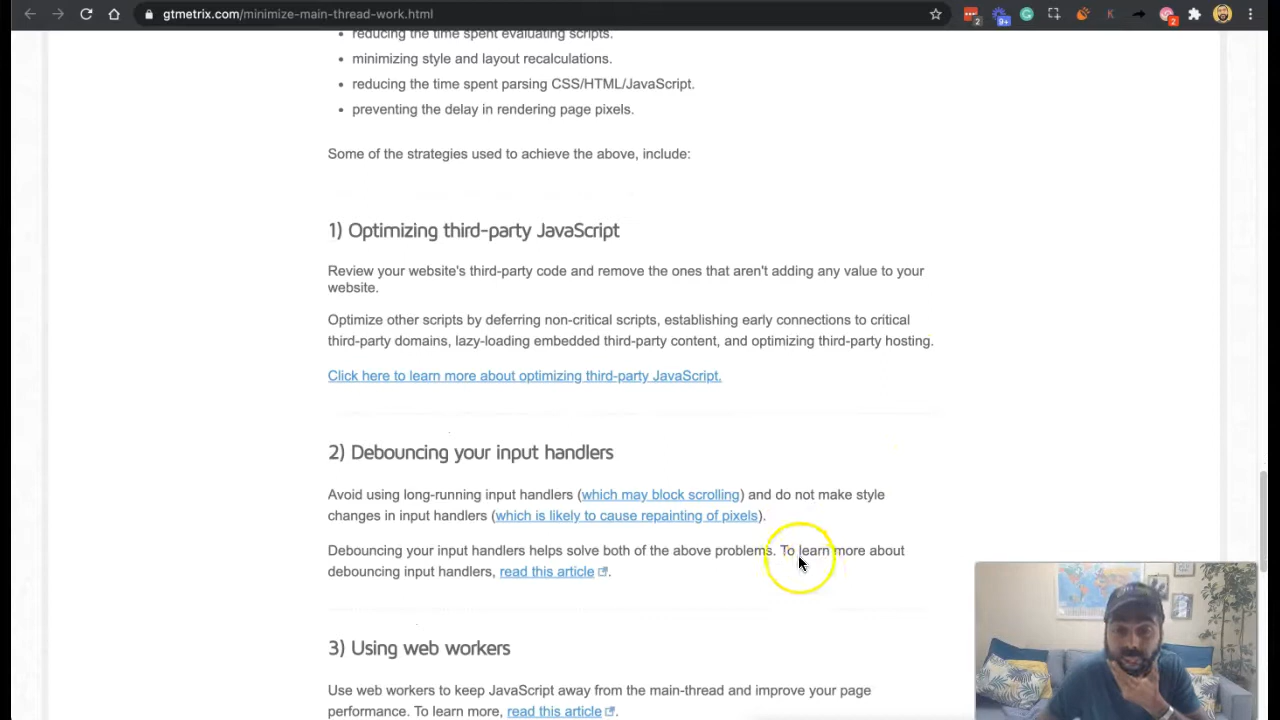 gtmetrix.com/minimize-main-thread-work.html
2
9+
K
2
reducing the time spent evaluating scripts.
minimizing style and layout recalculations.
reducing the time spent parsing CSS/HTML/JavaScript.
preventing the delay in rendering page pixels.
Some of the strategies used to achieve the above, include:
1) Optimizing third-party JavaScript
Review your website's third-party code and remove the ones that aren't adding any value to your
website.
Optimize other scripts by deferring non-critical scripts, establishing early connections to critical
third-party domains, lazy-loading embedded third-party content, and optimizing third-party hosting.
Click here to learn more about optimizing third-party JavaScript.
2) Debouncing your input handlers
Avoid using long-running input handlers (which may block scrolling) and do not make style
changes in input handlers (which is likely to cause repainting of pixels).
Debouncing your input handlers helps solve both of the above problems. To learn more about
debouncing input handlers, read this article.
3) Using web workers
Use web workers to keep JavaScript away from the main-thread and improve your page
performance. To learn more, read this article.